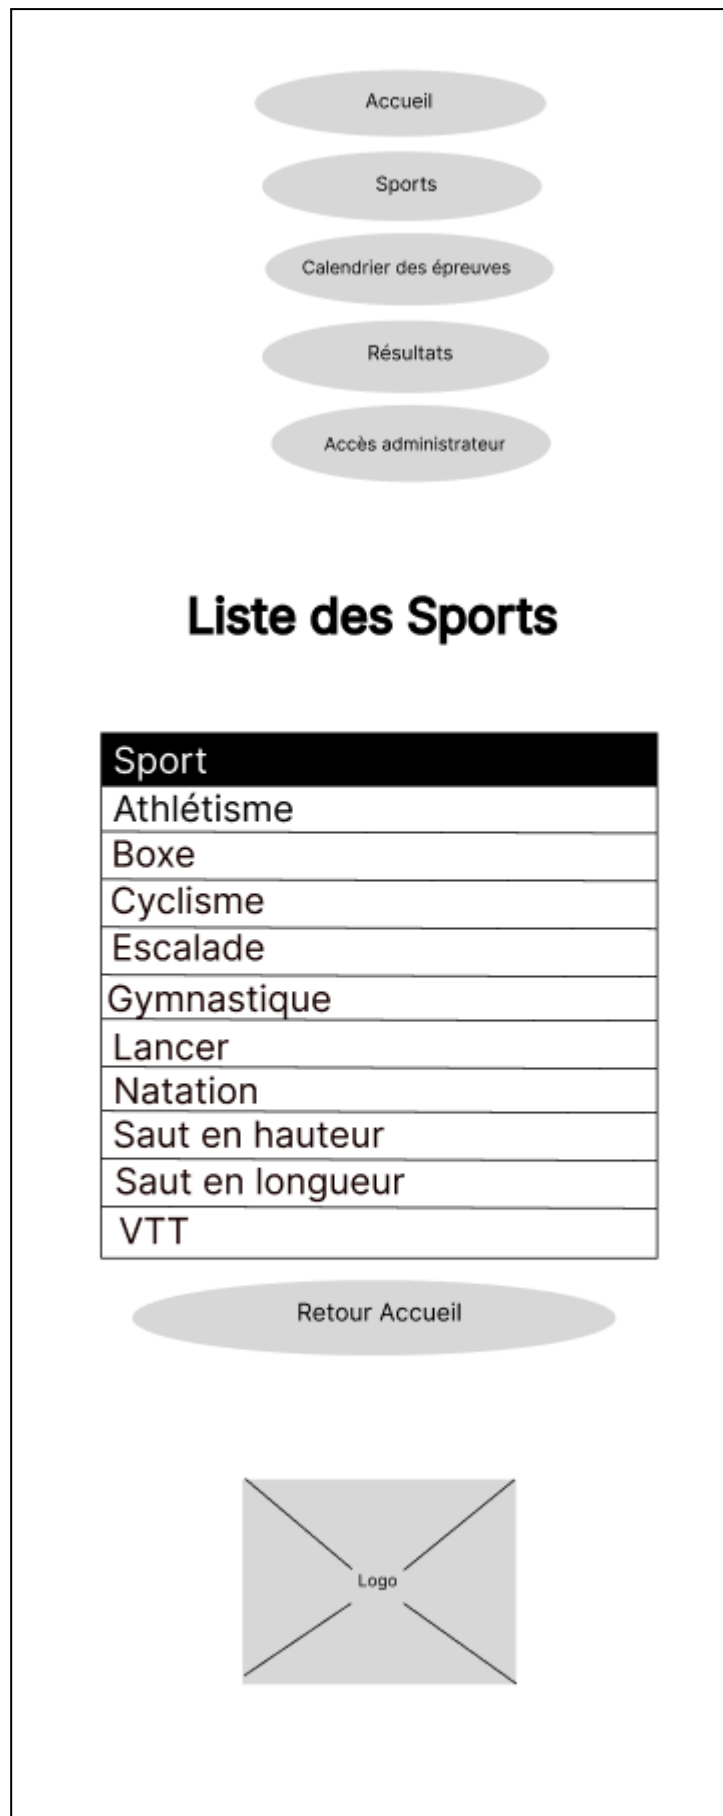 Accueil
Sports
Calendrier des épreuves
Résultats
Accès administrateur
Liste des Sports
Sport
Athlétisme
Boxe
Cyclisme
Escalade
Gymnastique
Lancer
Natation
Saut en hauteur
Saut en longueur
VTT
Retour Accueil
Logo